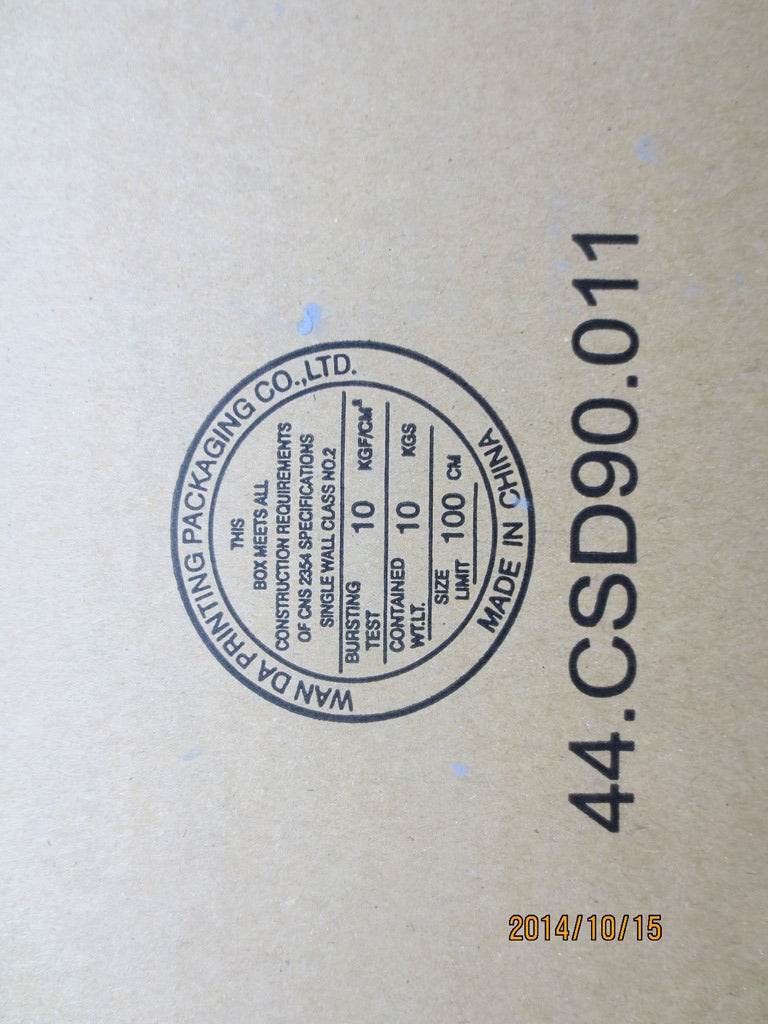 WAN DA PRINTING PACKAGING CO.,LTD.
THIS
BOX MEETS ALL
CONSTRUCTION REQUIREMENTS
OF CNS 2354 SPECIFICATIONS
SINGLE WALL CLASS NO.2
BURSTING TEST 10 KGF/CM²
CONTAINED WT.LT. 10 KGS
SIZE LIMIT 100 CM
MADE IN CHINA
44.CSD90.011
2014/10/15